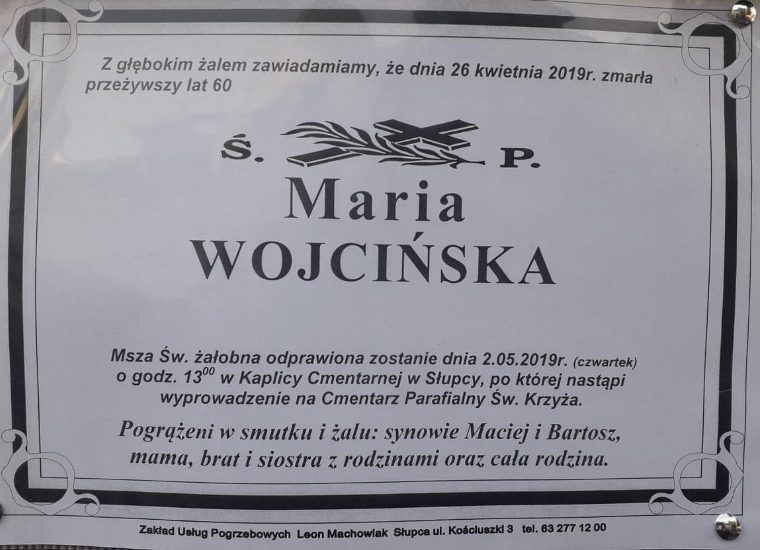 Z głębokim żalem zawiadamiamy, że dnia 26 kwietnia 2019r. zmarła
przeżywszy lat 60
Ś. P.
Maria
WOJCIŃSKA
Msza Św. żałobna odprawiona zostanie dnia 2.05.2019r. (czwartek)
o godz. 13⁰⁰ w Kaplicy Cmentarnej w Słupcy, po której nastąpi
wyprowadzenie na Cmentarz Parafialny Św. Krzyża.
Pogrążeni w smutku i żalu: synowie Maciej i Bartosz,
mama, brat i siostra z rodzinami oraz cała rodzina.
Zakład Usług Pogrzebowych Leon Machowiak Słupca ul. Kościuszki 3 tel. 63 277 12 00